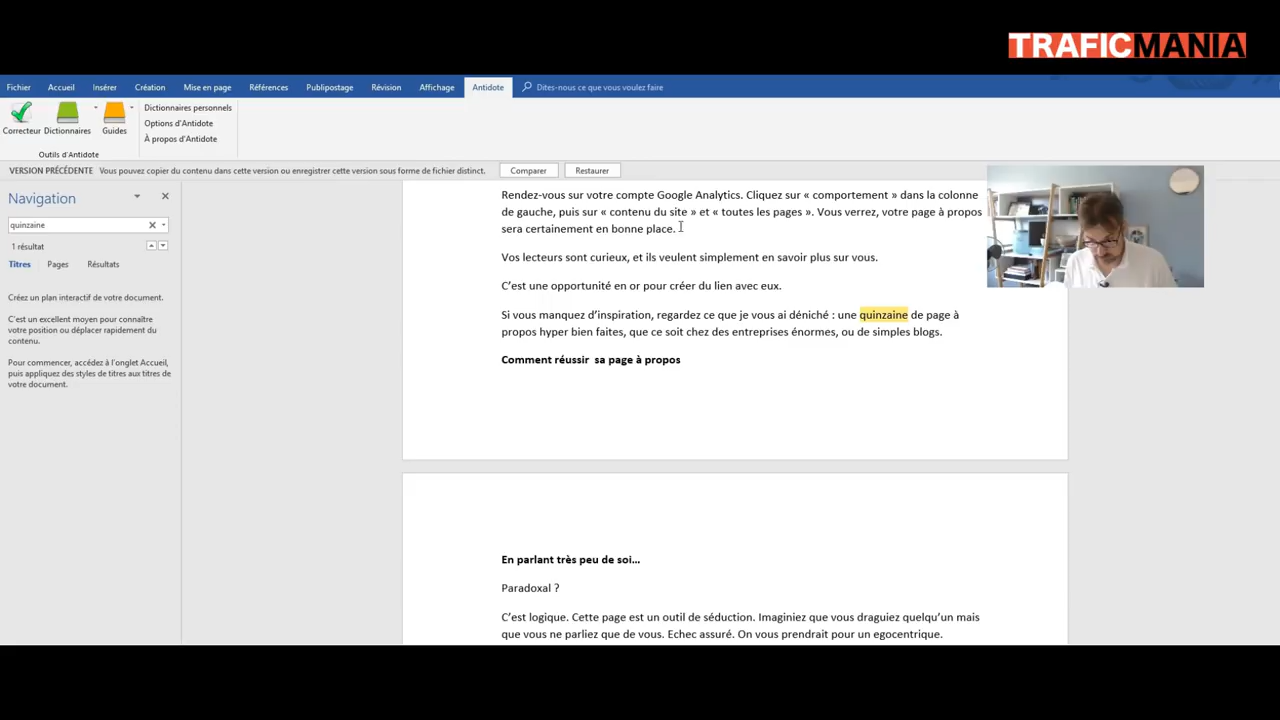 TRAFICMANIA
Fichier Accueil Insérer Création Mise en page Références Publipostage Révision Affichage Antidote Dites-nous ce que vous voulez faire
Correcteur Dictionnaires Guides
Dictionnaires personnels
Options d'Antidote
À propos d'Antidote
Outils d'Antidote
VERSION PRÉCÉDENTE Vous pouvez copier du contenu dans cette version ou enregistrer cette version sous forme de fichier distinct. Comparer Restaurer
Navigation
quinzaine
1 résultat
Titres Pages Résultats
Créez un plan interactif de votre document.
C'est un excellent moyen pour connaître
votre position ou déplacer rapidement du
contenu.
Pour commencer, accédez à l'onglet Accueil,
puis appliquez des styles de titres aux titres
de votre document.
Rendez-vous sur votre compte Google Analytics. Cliquez sur « comportement » dans la colonne
de gauche, puis sur « contenu du site » et « toutes les pages ». Vous verrez, votre page à propos
sera certainement en bonne place.
Vos lecteurs sont curieux, et ils veulent simplement en savoir plus sur vous.
C'est une opportunité en or pour créer du lien avec eux.
Si vous manquez d'inspiration, regardez ce que je vous ai déniché : une quinzaine de page à
propos hyper bien faites, que ce soit chez des entreprises énormes, ou de simples blogs.
Comment réussir  sa page à propos
En parlant très peu de soi…
Paradoxal ?
C'est logique. Cette page est un outil de séduction. Imaginiez que vous draguiez quelqu'un mais
que vous ne parliez que de vous. Echec assuré. On vous prendrait pour un egocentrique.